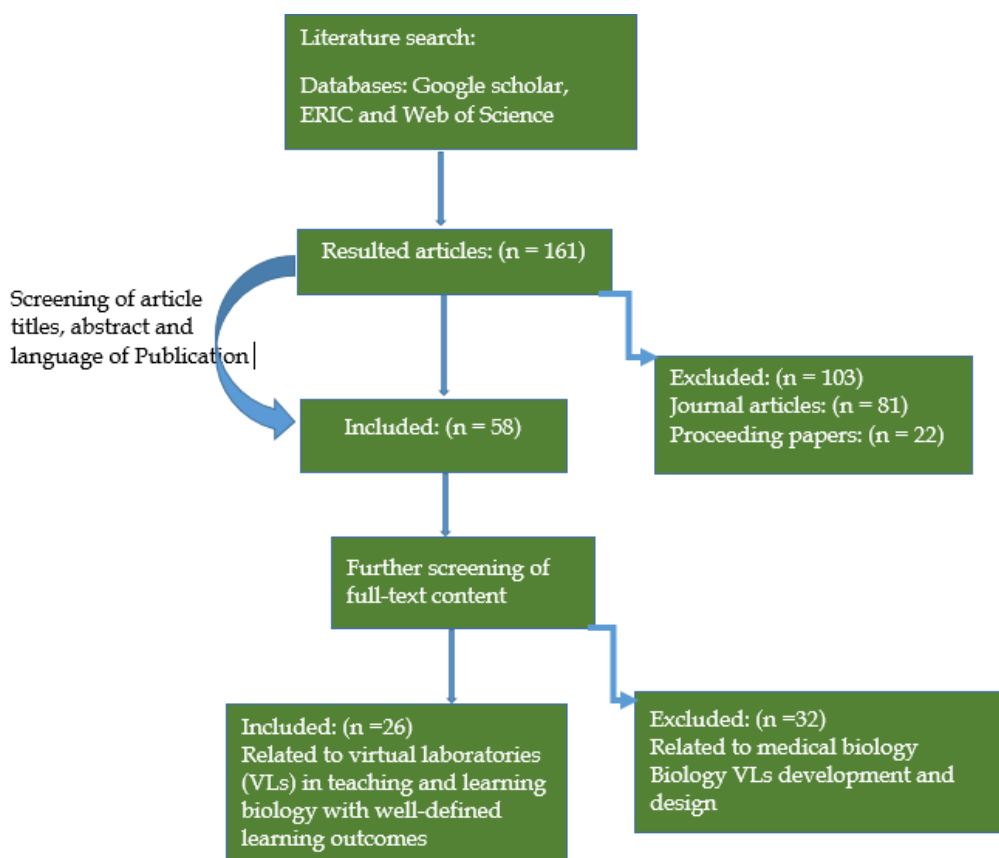 Literature search:
Databases: Google scholar,
ERIC and Web of Science
Resulted articles: (n = 161)
Screening of article
titles, abstract and
language of Publication
Excluded: (n = 103)
Journal articles: (n = 81)
Proceeding papers: (n = 22)
Included: (n = 58)
Further screening of
full-text content
Included: (n =26)
Related to virtual laboratories
(VLs) in teaching and learning
biology with well-defined
learning outcomes
Excluded: (n =32)
Related to medical biology
Biology VLs development and
design